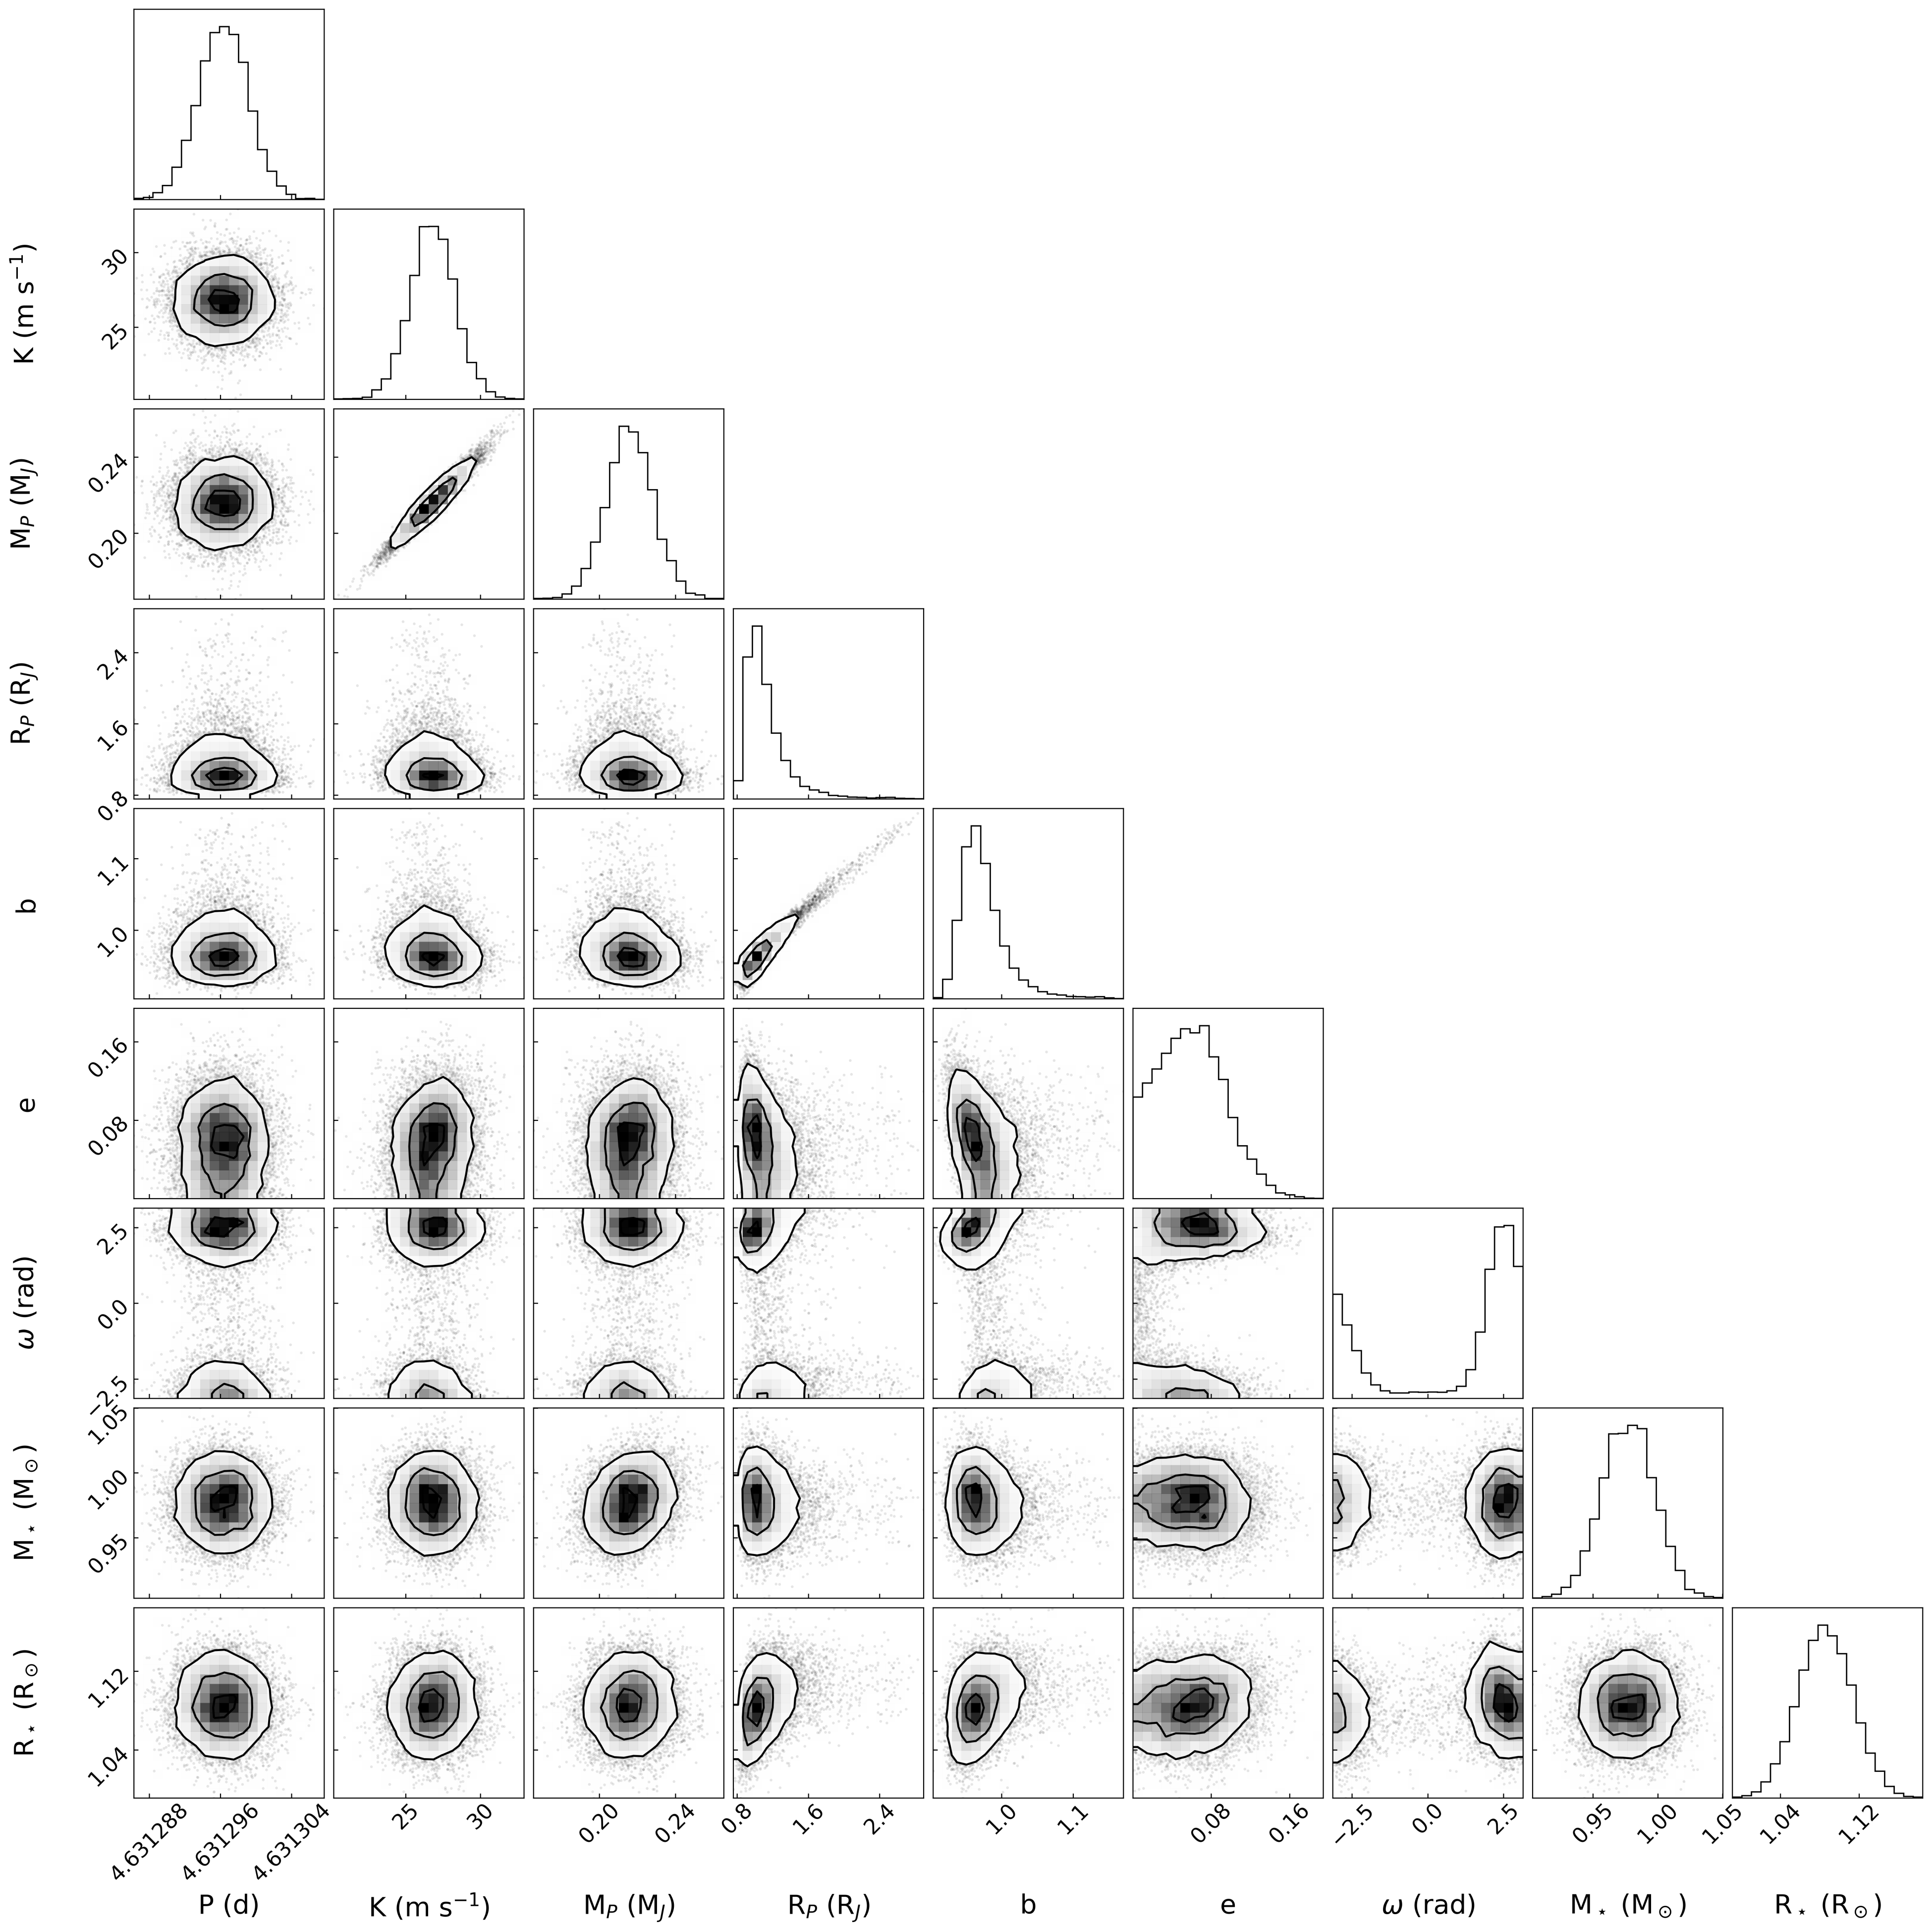 K (m s⁻¹)
30
25
M_P (M_J)
0.24
0.20
R_P (R_J)
2.4
1.6
0.8
b
1.1
1.0
e
0.16
0.08
ω (rad)
2.5
0.0
−2.5
M⋆ (M⊙)
1.05
1.00
0.95
R⋆ (R⊙)
1.12
1.04
4.631288 4.631296 4.631304 25 30 0.20 0.24 0.8 1.6 2.4 1.0 1.1 0.08 0.16 −2.5 0.0 2.5 0.95 1.00 1.05 1.04 1.12
P (d) K (m s⁻¹) M_P (M_J) R_P (R_J) b e ω (rad) M⋆ (M⊙) R⋆ (R⊙)